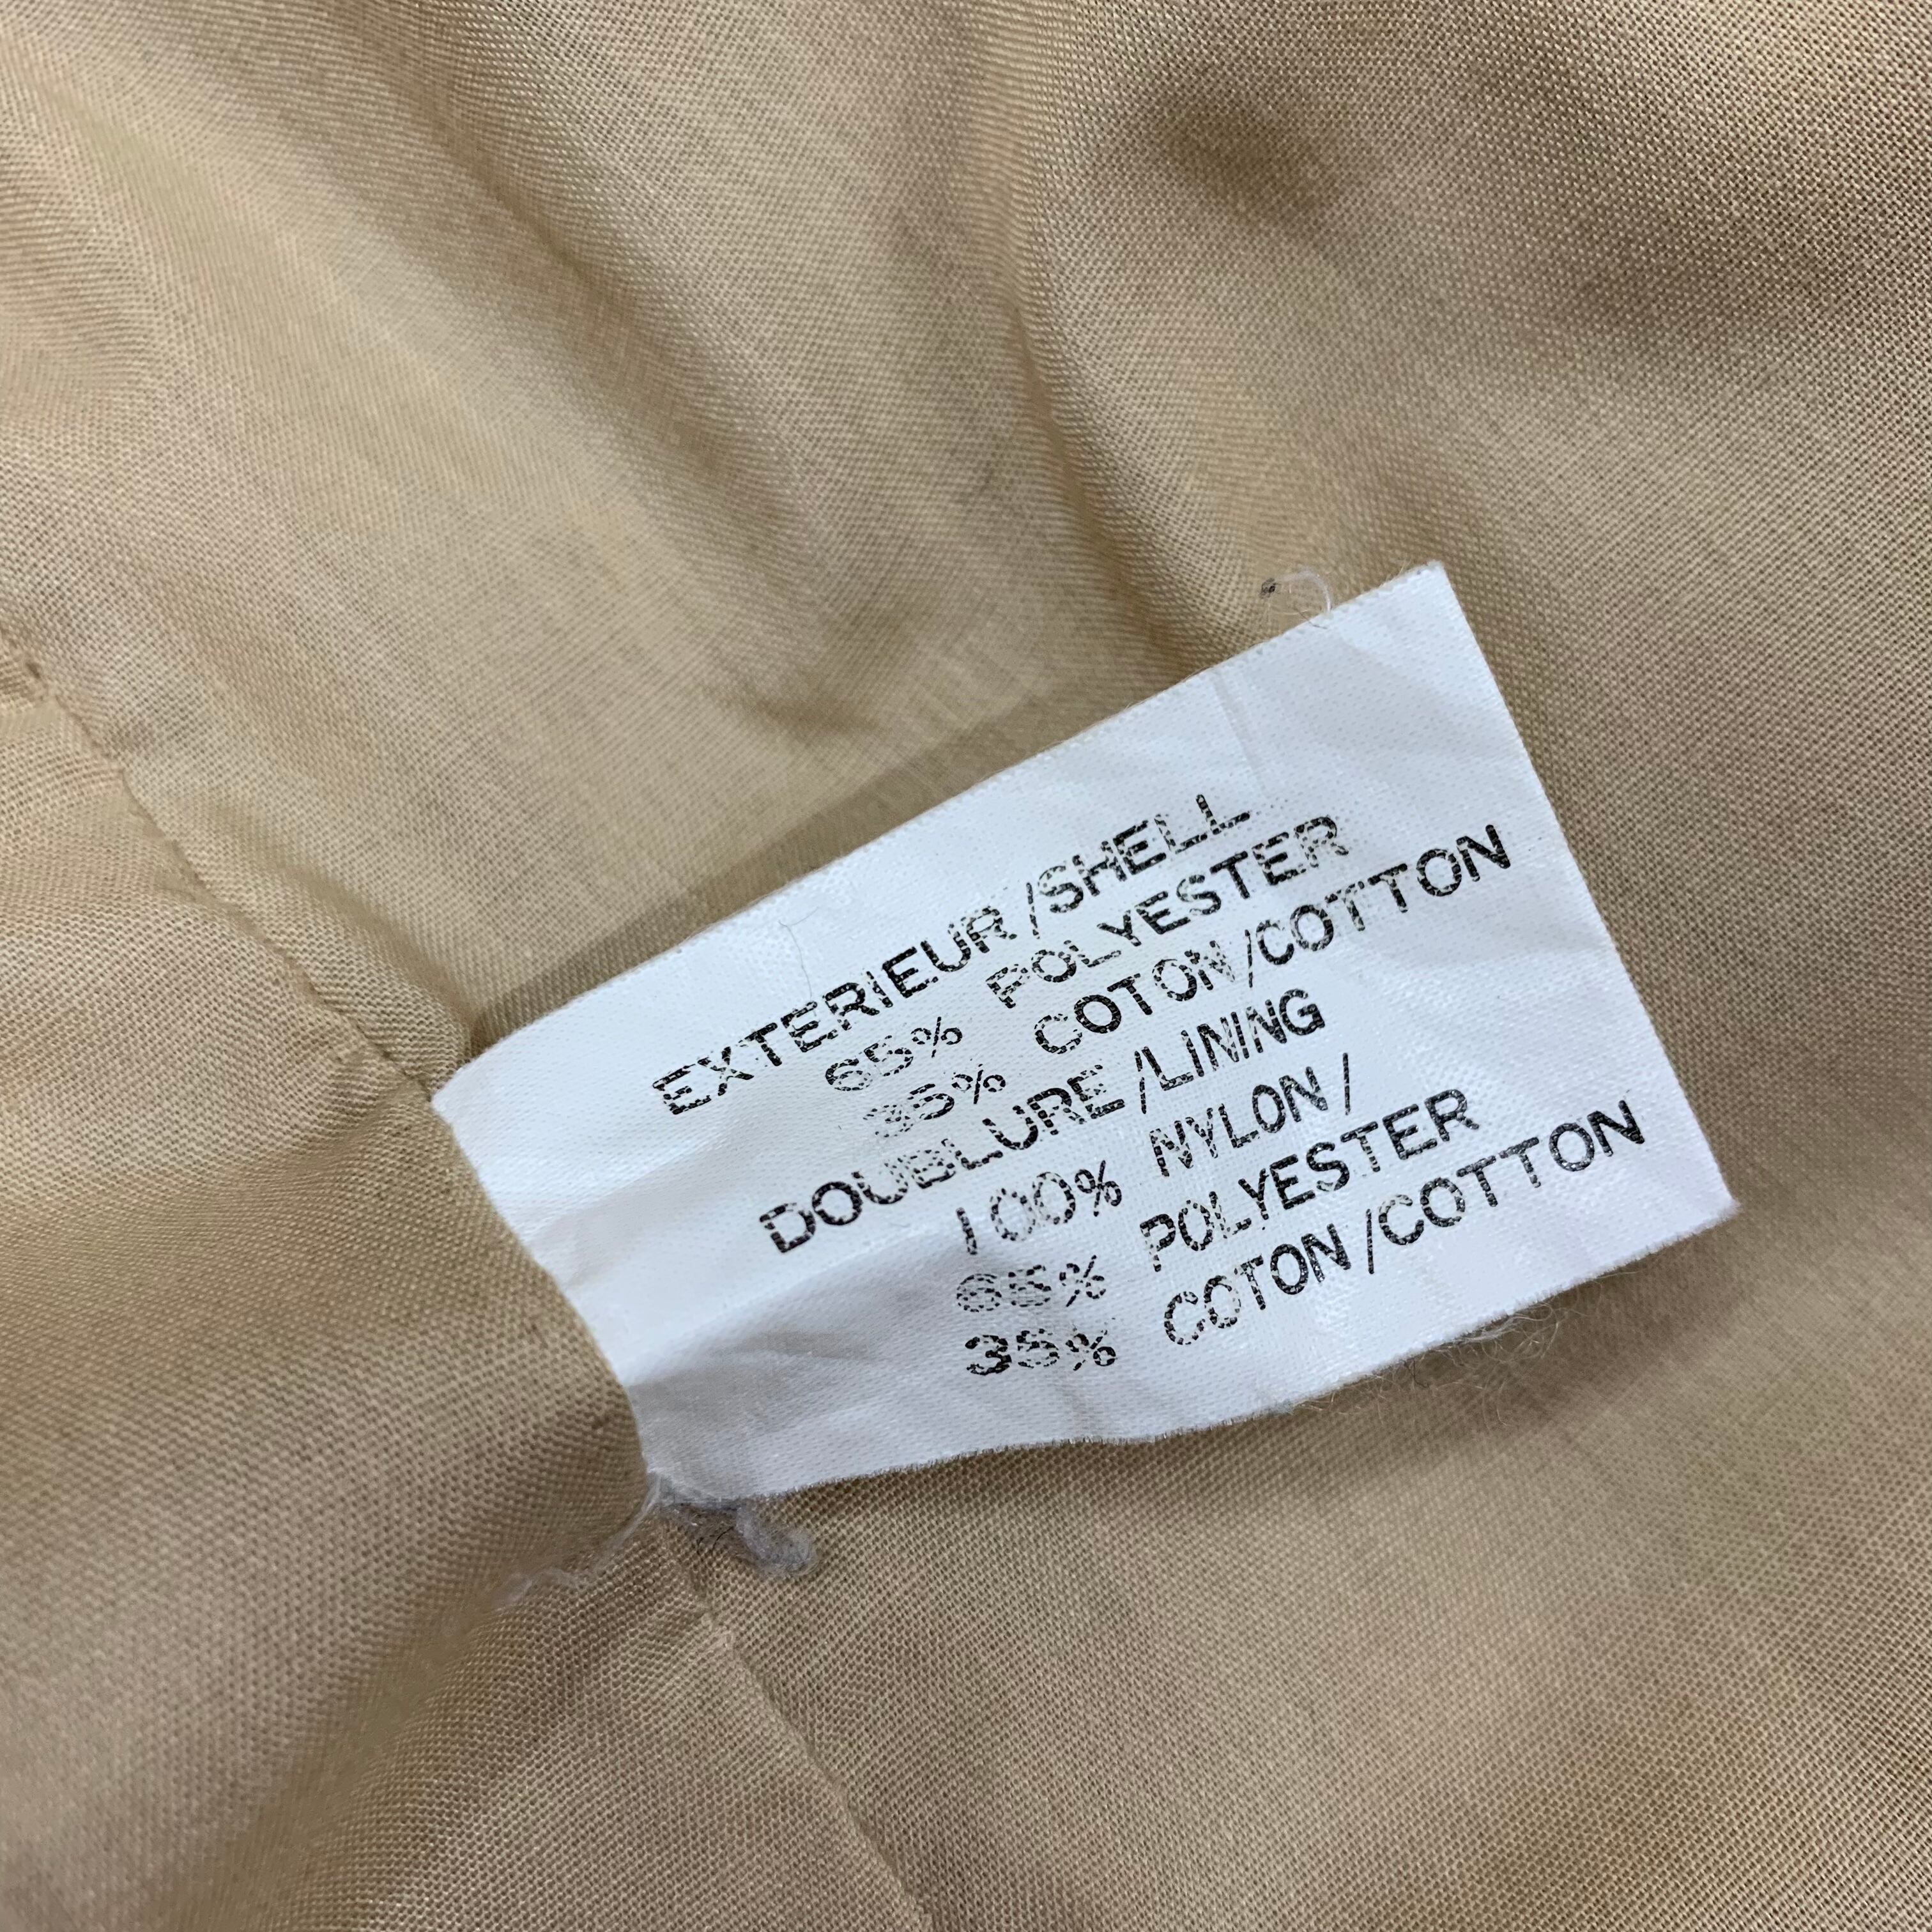 EXTERIEUR/SHELL
65% POLYESTER
35% COTON/COTTON
DOUBLURE/LINING
100% NYLON/
65% POLYESTER
35% COTON/COTTON